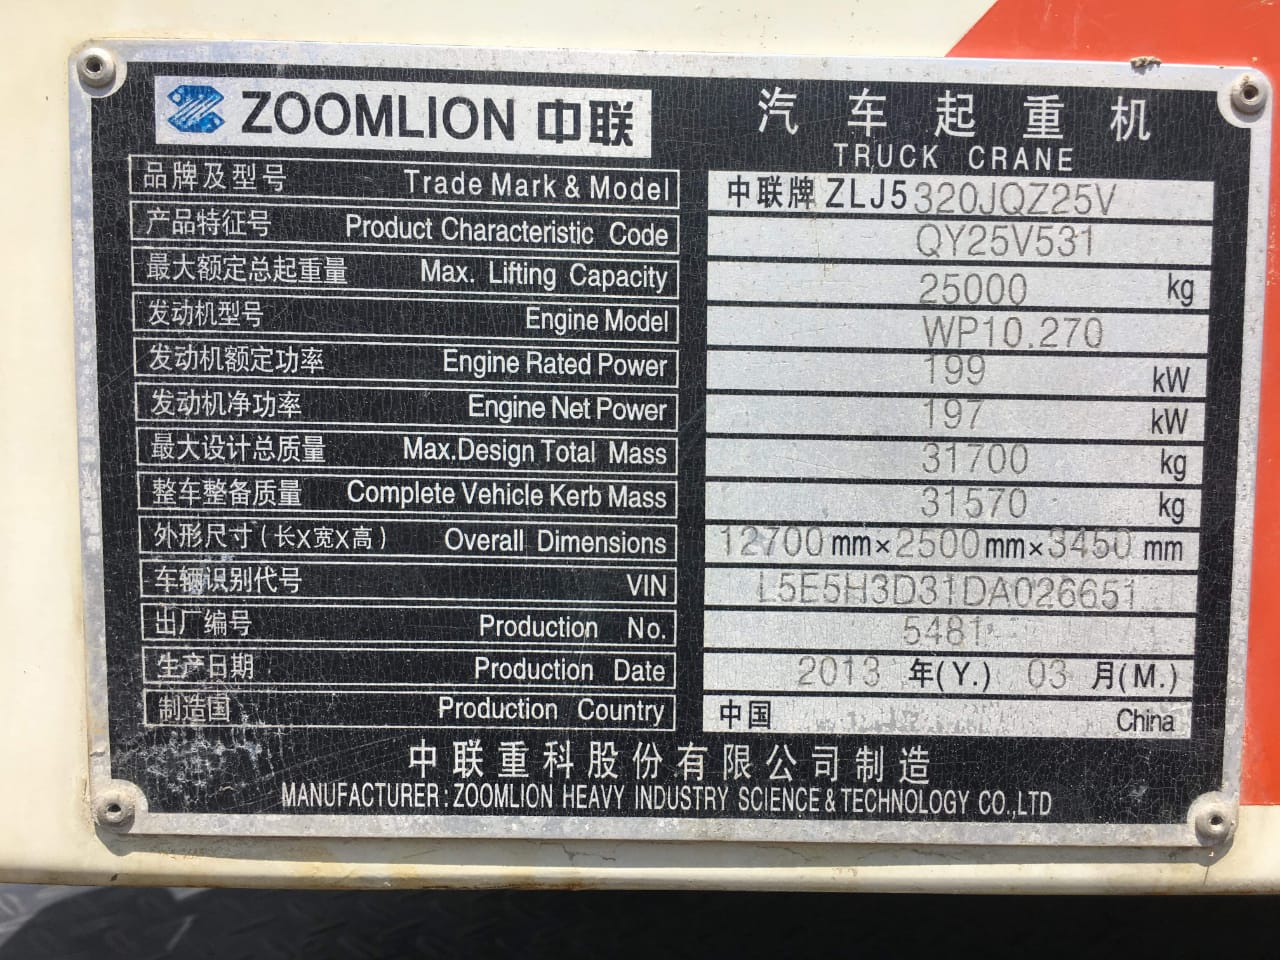 ZOOMLION 中联
汽车起重机
TRUCK CRANE
品牌及型号 Trade Mark & Model 中联牌 ZLJ5320JQZ25V
产品特征号 Product Characteristic Code QY25V531
最大额定总起重量 Max. Lifting Capacity 25000 kg
发动机型号 Engine Model WP10.270
发动机额定功率 Engine Rated Power 199 kW
发动机净功率 Engine Net Power 197 kW
最大设计总质量 Max.Design Total Mass 31700 kg
整车整备质量 Complete Vehicle Kerb Mass 31570 kg
外形尺寸(长X宽X高) Overall Dimensions 12700mm×2500mm×3450 mm
车辆识别代号 VIN L5E5H3D31DA026651
出厂编号 Production No. 5481
生产日期 Production Date 2013 年(Y.) 03 月(M.)
制造国 Production Country 中国 China
中联重科股份有限公司制造
MANUFACTURER: ZOOMLION HEAVY INDUSTRY SCIENCE & TECHNOLOGY CO.,LTD